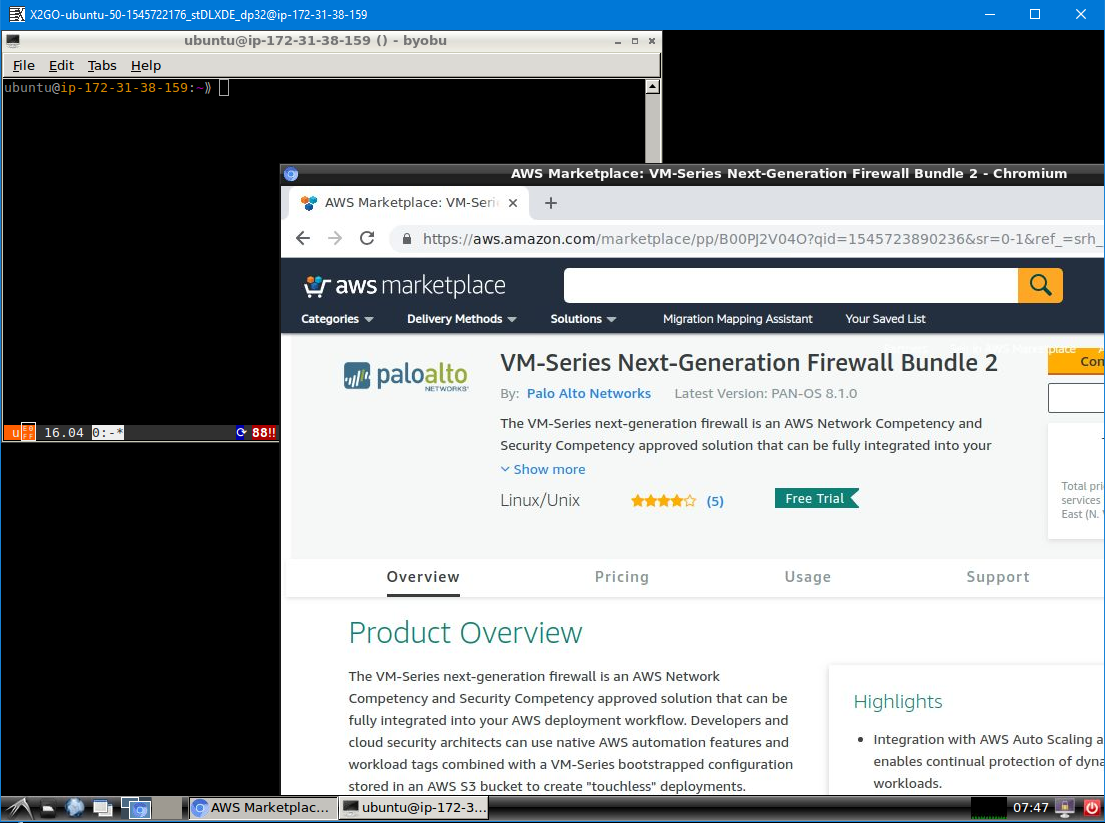 X2GO-ubuntu-50-1545722176_stDLXDE_dp32@ip-172-31-38-159
ubuntu@ip-172-31-38-159 () - byobu
File Edit Tabs Help
ubuntu@ip-172-31-38-159:~⟫
u 16.04 0:-* ⟳ 88!!
AWS Marketplace: VM-Series Next-Generation Firewall Bundle 2 - Chromium
AWS Marketplace: VM-Seri
https://aws.amazon.com/marketplace/pp/B00PJ2V04O?qid=1545723890236&sr=0-1&ref_=srh_
aws marketplace
Categories Delivery Methods Solutions Migration Mapping Assistant Your Saved List
paloalto
NETWORKS
VM-Series Next-Generation Firewall Bundle 2
Con
By: Palo Alto Networks Latest Version: PAN-OS 8.1.0
The VM-Series next-generation firewall is an AWS Network Competency and
Security Competency approved solution that can be fully integrated into your
Show more
Linux/Unix (5) Free Trial
Total pri
services
East (N. V
Overview Pricing Usage Support
Product Overview
The VM-Series next-generation firewall is an AWS Network
Competency and Security Competency approved solution that can be
fully integrated into your AWS deployment workflow. Developers and
cloud security architects can use native AWS automation features and
workload tags combined with a VM-Series bootstrapped configuration
stored in an AWS S3 bucket to create "touchless" deployments.
Highlights
• Integration with AWS Auto Scaling a
enables continual protection of dyna
workloads.
AWS Marketplac... ubuntu@ip-172-3... 07:47